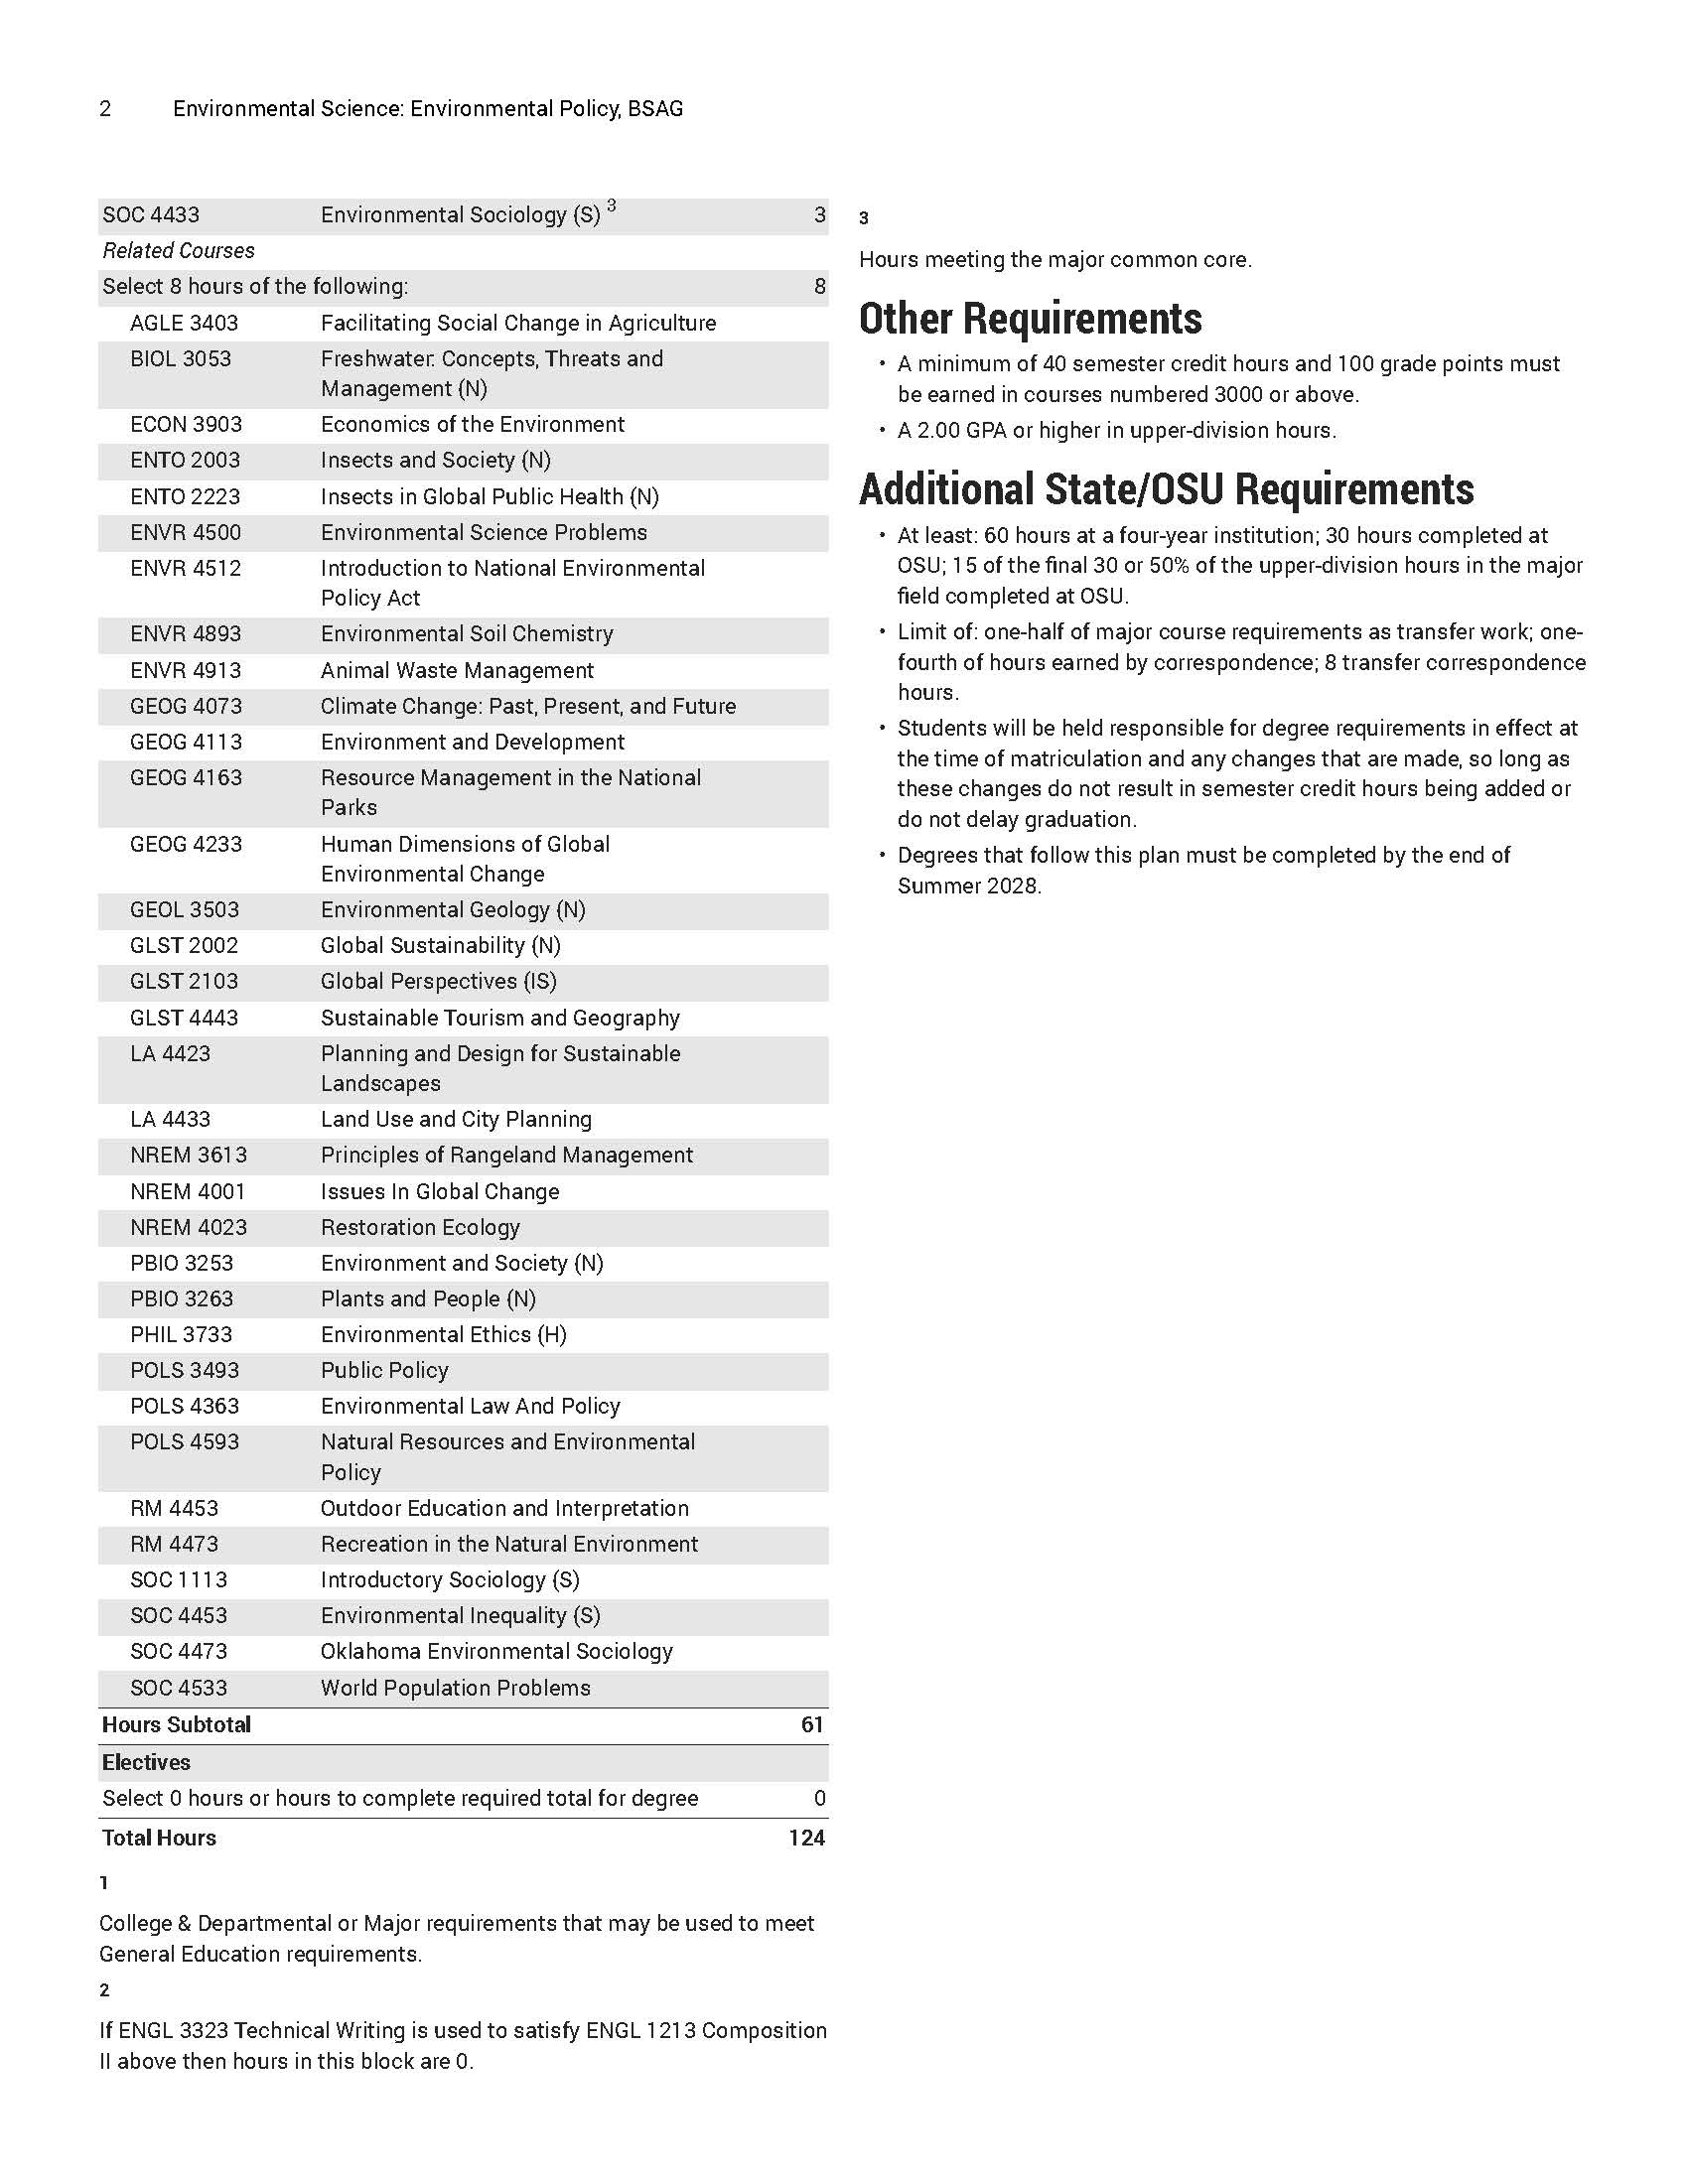 2 Environmental Science: Environmental Policy, BSAG
SOC 4433 Environmental Sociology (S) 3 3
Related Courses
Select 8 hours of the following: 8
AGLE 3403 Facilitating Social Change in Agriculture
BIOL 3053 Freshwater: Concepts, Threats and
Management (N)
ECON 3903 Economics of the Environment
ENTO 2003 Insects and Society (N)
ENTO 2223 Insects in Global Public Health (N)
ENVR 4500 Environmental Science Problems
ENVR 4512 Introduction to National Environmental
Policy Act
ENVR 4893 Environmental Soil Chemistry
ENVR 4913 Animal Waste Management
GEOG 4073 Climate Change: Past, Present, and Future
GEOG 4113 Environment and Development
GEOG 4163 Resource Management in the National
Parks
GEOG 4233 Human Dimensions of Global
Environmental Change
GEOL 3503 Environmental Geology (N)
GLST 2002 Global Sustainability (N)
GLST 2103 Global Perspectives (IS)
GLST 4443 Sustainable Tourism and Geography
LA 4423 Planning and Design for Sustainable
Landscapes
LA 4433 Land Use and City Planning
NREM 3613 Principles of Rangeland Management
NREM 4001 Issues In Global Change
NREM 4023 Restoration Ecology
PBIO 3253 Environment and Society (N)
PBIO 3263 Plants and People (N)
PHIL 3733 Environmental Ethics (H)
POLS 3493 Public Policy
POLS 4363 Environmental Law And Policy
POLS 4593 Natural Resources and Environmental
Policy
RM 4453 Outdoor Education and Interpretation
RM 4473 Recreation in the Natural Environment
SOC 1113 Introductory Sociology (S)
SOC 4453 Environmental Inequality (S)
SOC 4473 Oklahoma Environmental Sociology
SOC 4533 World Population Problems
Hours Subtotal 61
Electives
Select 0 hours or hours to complete required total for degree 0
Total Hours 124
1
College & Departmental or Major requirements that may be used to meet
General Education requirements.
2
If ENGL 3323 Technical Writing is used to satisfy ENGL 1213 Composition
II above then hours in this block are 0.
3
Hours meeting the major common core.
Other Requirements
• A minimum of 40 semester credit hours and 100 grade points must
be earned in courses numbered 3000 or above.
• A 2.00 GPA or higher in upper-division hours.
Additional State/OSU Requirements
• At least: 60 hours at a four-year institution; 30 hours completed at
OSU; 15 of the final 30 or 50% of the upper-division hours in the major
field completed at OSU.
• Limit of: one-half of major course requirements as transfer work; one-
fourth of hours earned by correspondence; 8 transfer correspondence
hours.
• Students will be held responsible for degree requirements in effect at
the time of matriculation and any changes that are made, so long as
these changes do not result in semester credit hours being added or
do not delay graduation.
• Degrees that follow this plan must be completed by the end of
Summer 2028.